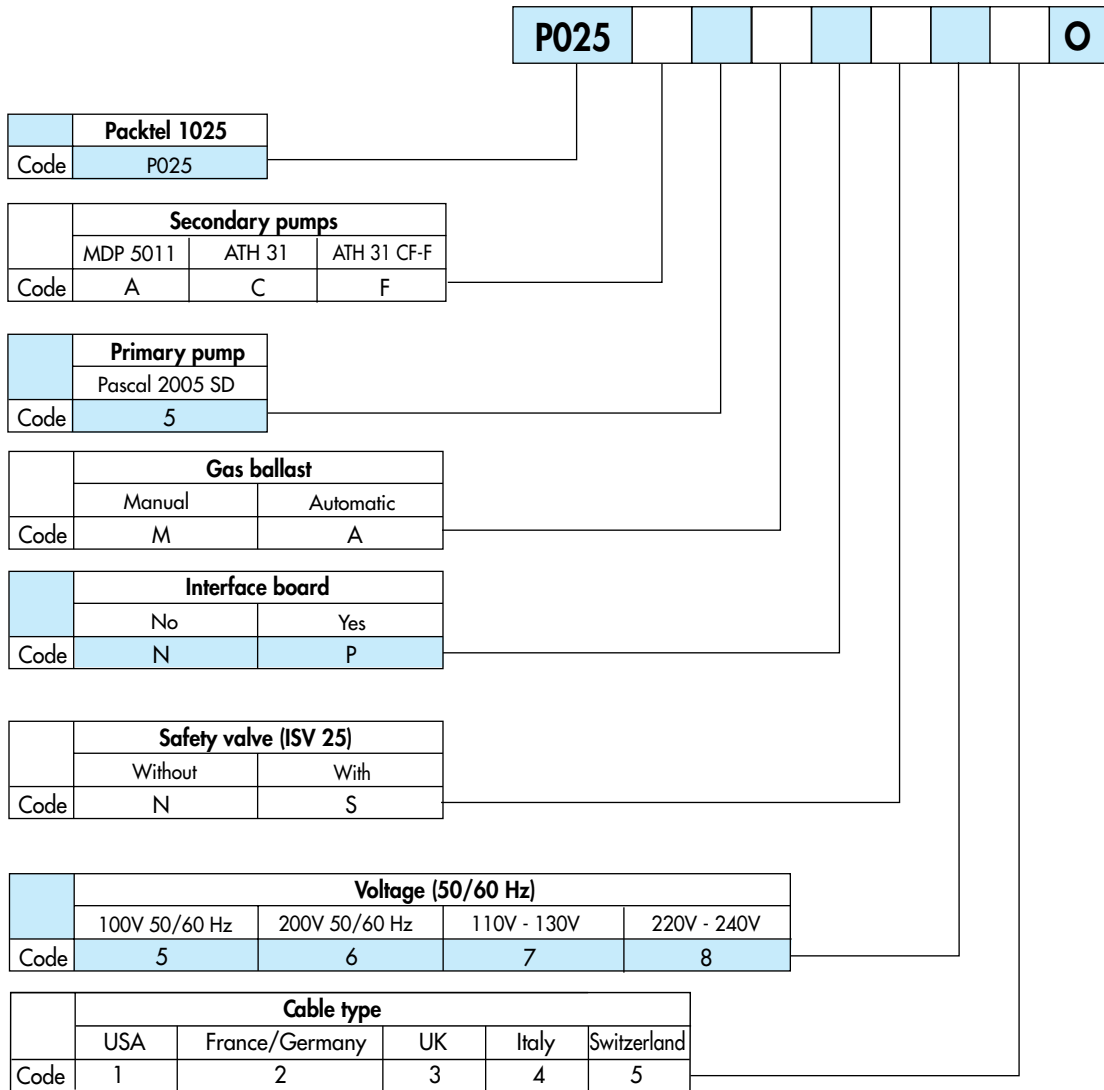 P025 O
Packtel 1025
Code P025
Secondary pumps
MDP 5011 ATH 31 ATH 31 CF-F
Code A C F
Primary pump
Pascal 2005 SD
Code 5
Gas ballast
Manual Automatic
Code M A
Interface board
No Yes
Code N P
Safety valve (ISV 25)
Without With
Code N S
Voltage (50/60 Hz)
100V 50/60 Hz 200V 50/60 Hz 110V - 130V 220V - 240V
Code 5 6 7 8
Cable type
USA France/Germany UK Italy Switzerland
Code 1 2 3 4 5